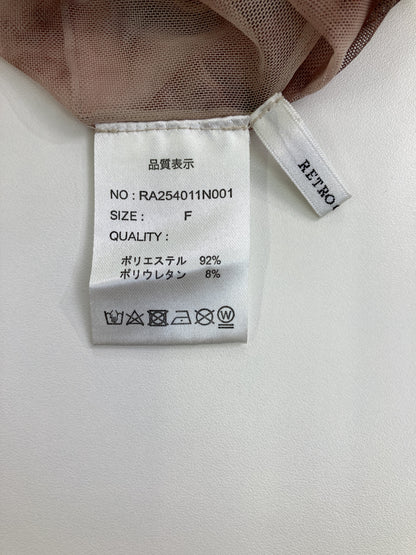 品質表示
NO : RA254011N001
SIZE : F
QUALITY :
ポリエステル 92%
ポリウレタン 8%
W
RETRO